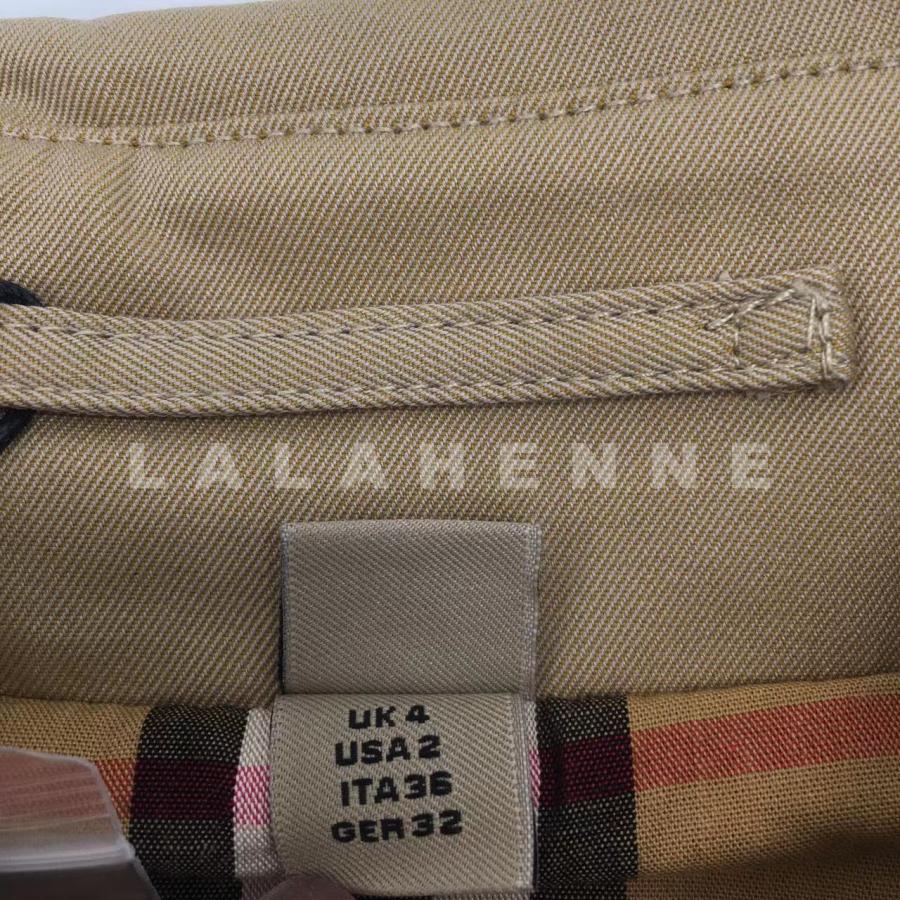 LALAHENNE
UK 4
USA 2
ITA 36
GER 32